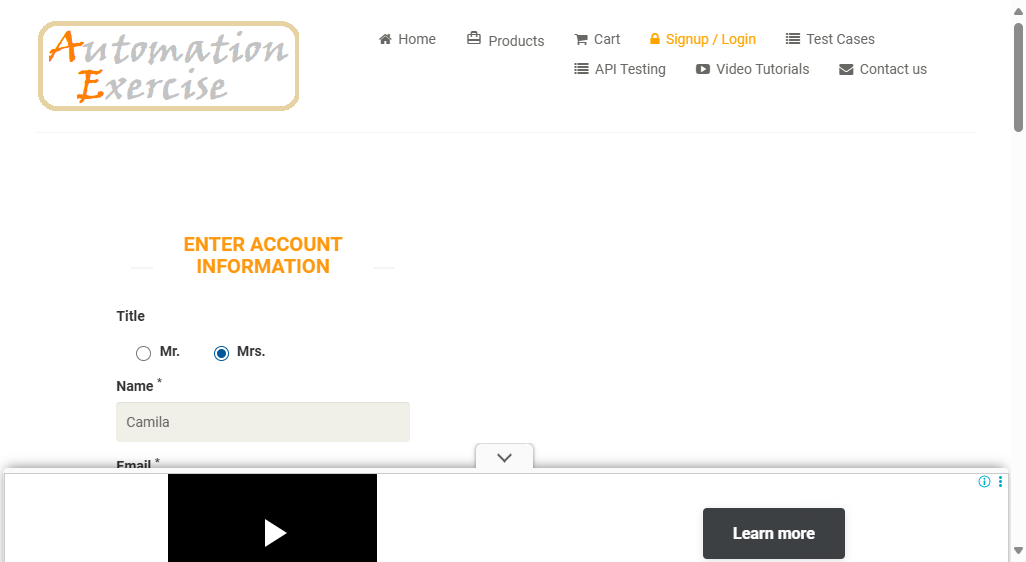 Automation
Exercise
Home
Products
Cart
Signup / Login
Test Cases
API Testing
Video Tutorials
Contact us
ENTER ACCOUNT
INFORMATION
Title
Mr.
Mrs.
Name *
Camila
Email *
Learn more